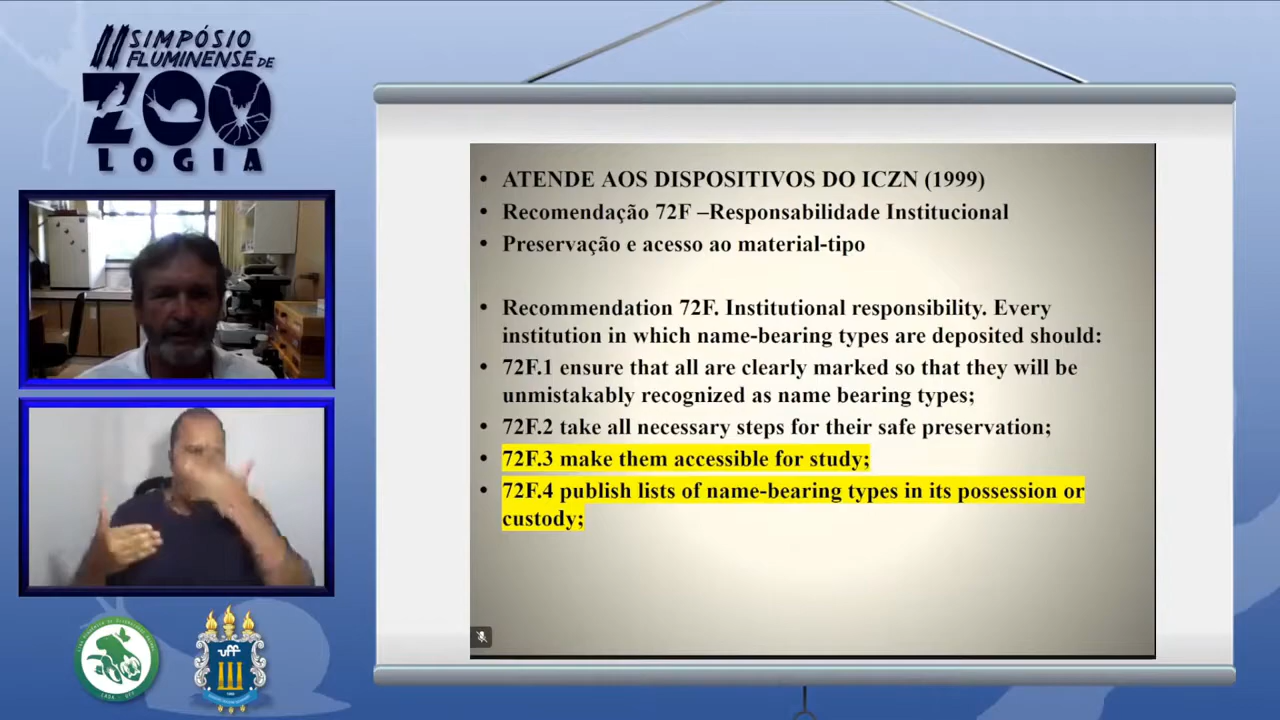 II SIMPÓSIO
FLUMINENSE DE
ZOO
LOGIA
• ATENDE AOS DISPOSITIVOS DO ICZN (1999)
• Recomendação 72F –Responsabilidade Institucional
• Preservação e acesso ao material-tipo
• Recommendation 72F. Institutional responsibility. Every
institution in which name-bearing types are deposited should:
• 72F.1 ensure that all are clearly marked so that they will be
unmistakably recognized as name bearing types;
• 72F.2 take all necessary steps for their safe preservation;
• 72F.3 make them accessible for study;
• 72F.4 publish lists of name-bearing types in its possession or
custody;
uff